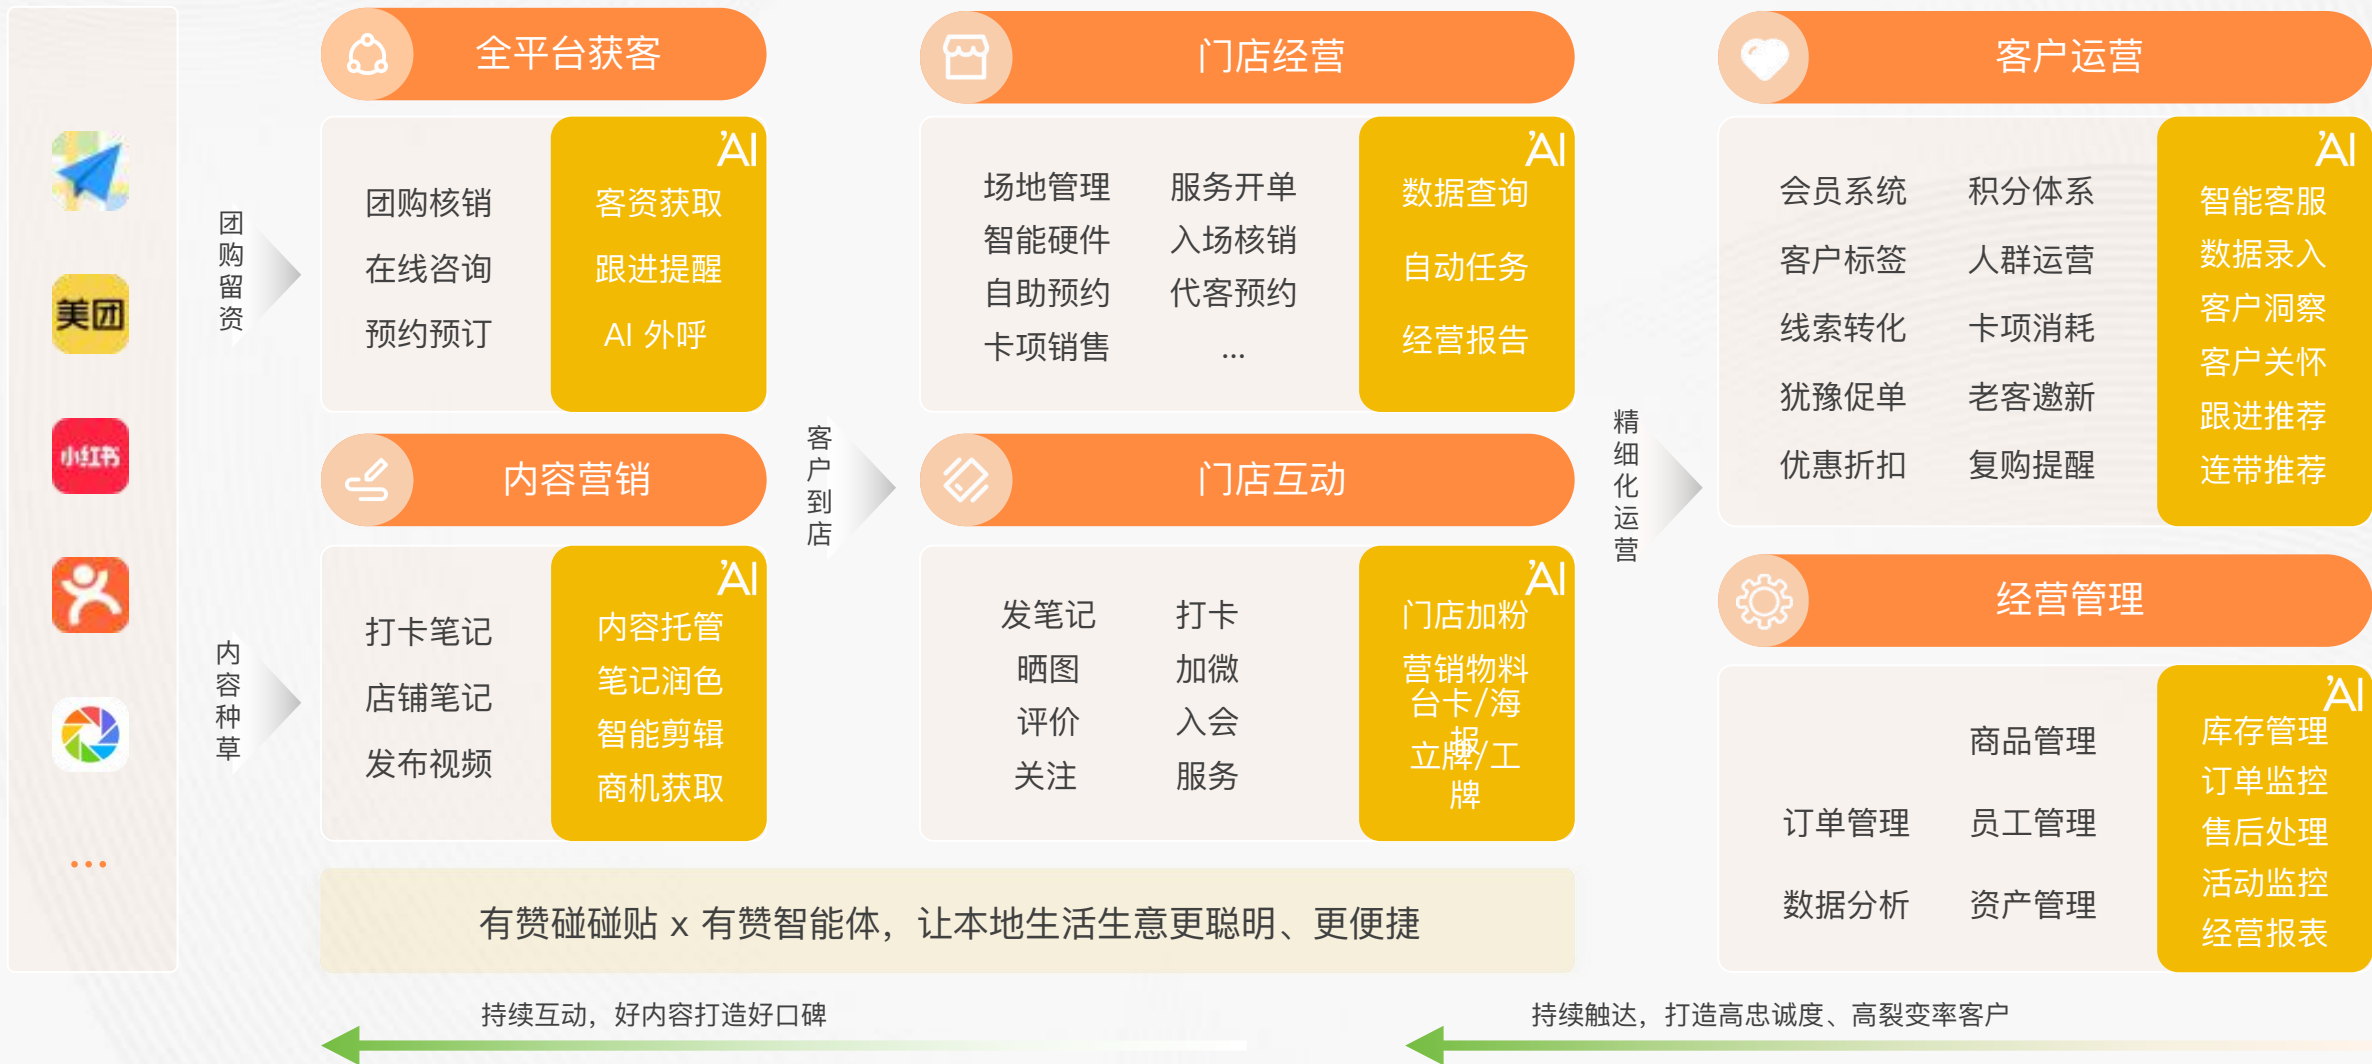 美团
小红书
...
团购留资
内容种草
全平台获客
团购核销
在线咨询
预约预订
AI
客资获取
跟进提醒
AI 外呼
内容营销
打卡笔记
店铺笔记
发布视频
AI
内容托管
笔记润色
智能剪辑
商机获取
客户到店
门店经营
场地管理 服务开单
智能硬件 入场核销
自助预约 代客预约
卡项销售 ...
AI
数据查询
自动任务
经营报告
门店互动
发笔记 打卡
晒图 加微
评价 入会
关注 服务
AI
门店加粉
营销物料
台卡/海
报
立牌/工
牌
精细化运营
客户运营
会员系统 积分体系
客户标签 人群运营
线索转化 卡项消耗
犹豫促单 老客邀新
优惠折扣 复购提醒
AI
智能客服
数据录入
客户洞察
客户关怀
跟进推荐
连带推荐
经营管理
商品管理
订单管理 员工管理
数据分析 资产管理
AI
库存管理
订单监控
售后处理
活动监控
经营报表
有赞碰碰贴 x 有赞智能体，让本地生活生意更聪明、更便捷
持续互动，好内容打造好口碑
持续触达，打造高忠诚度、高裂变率客户